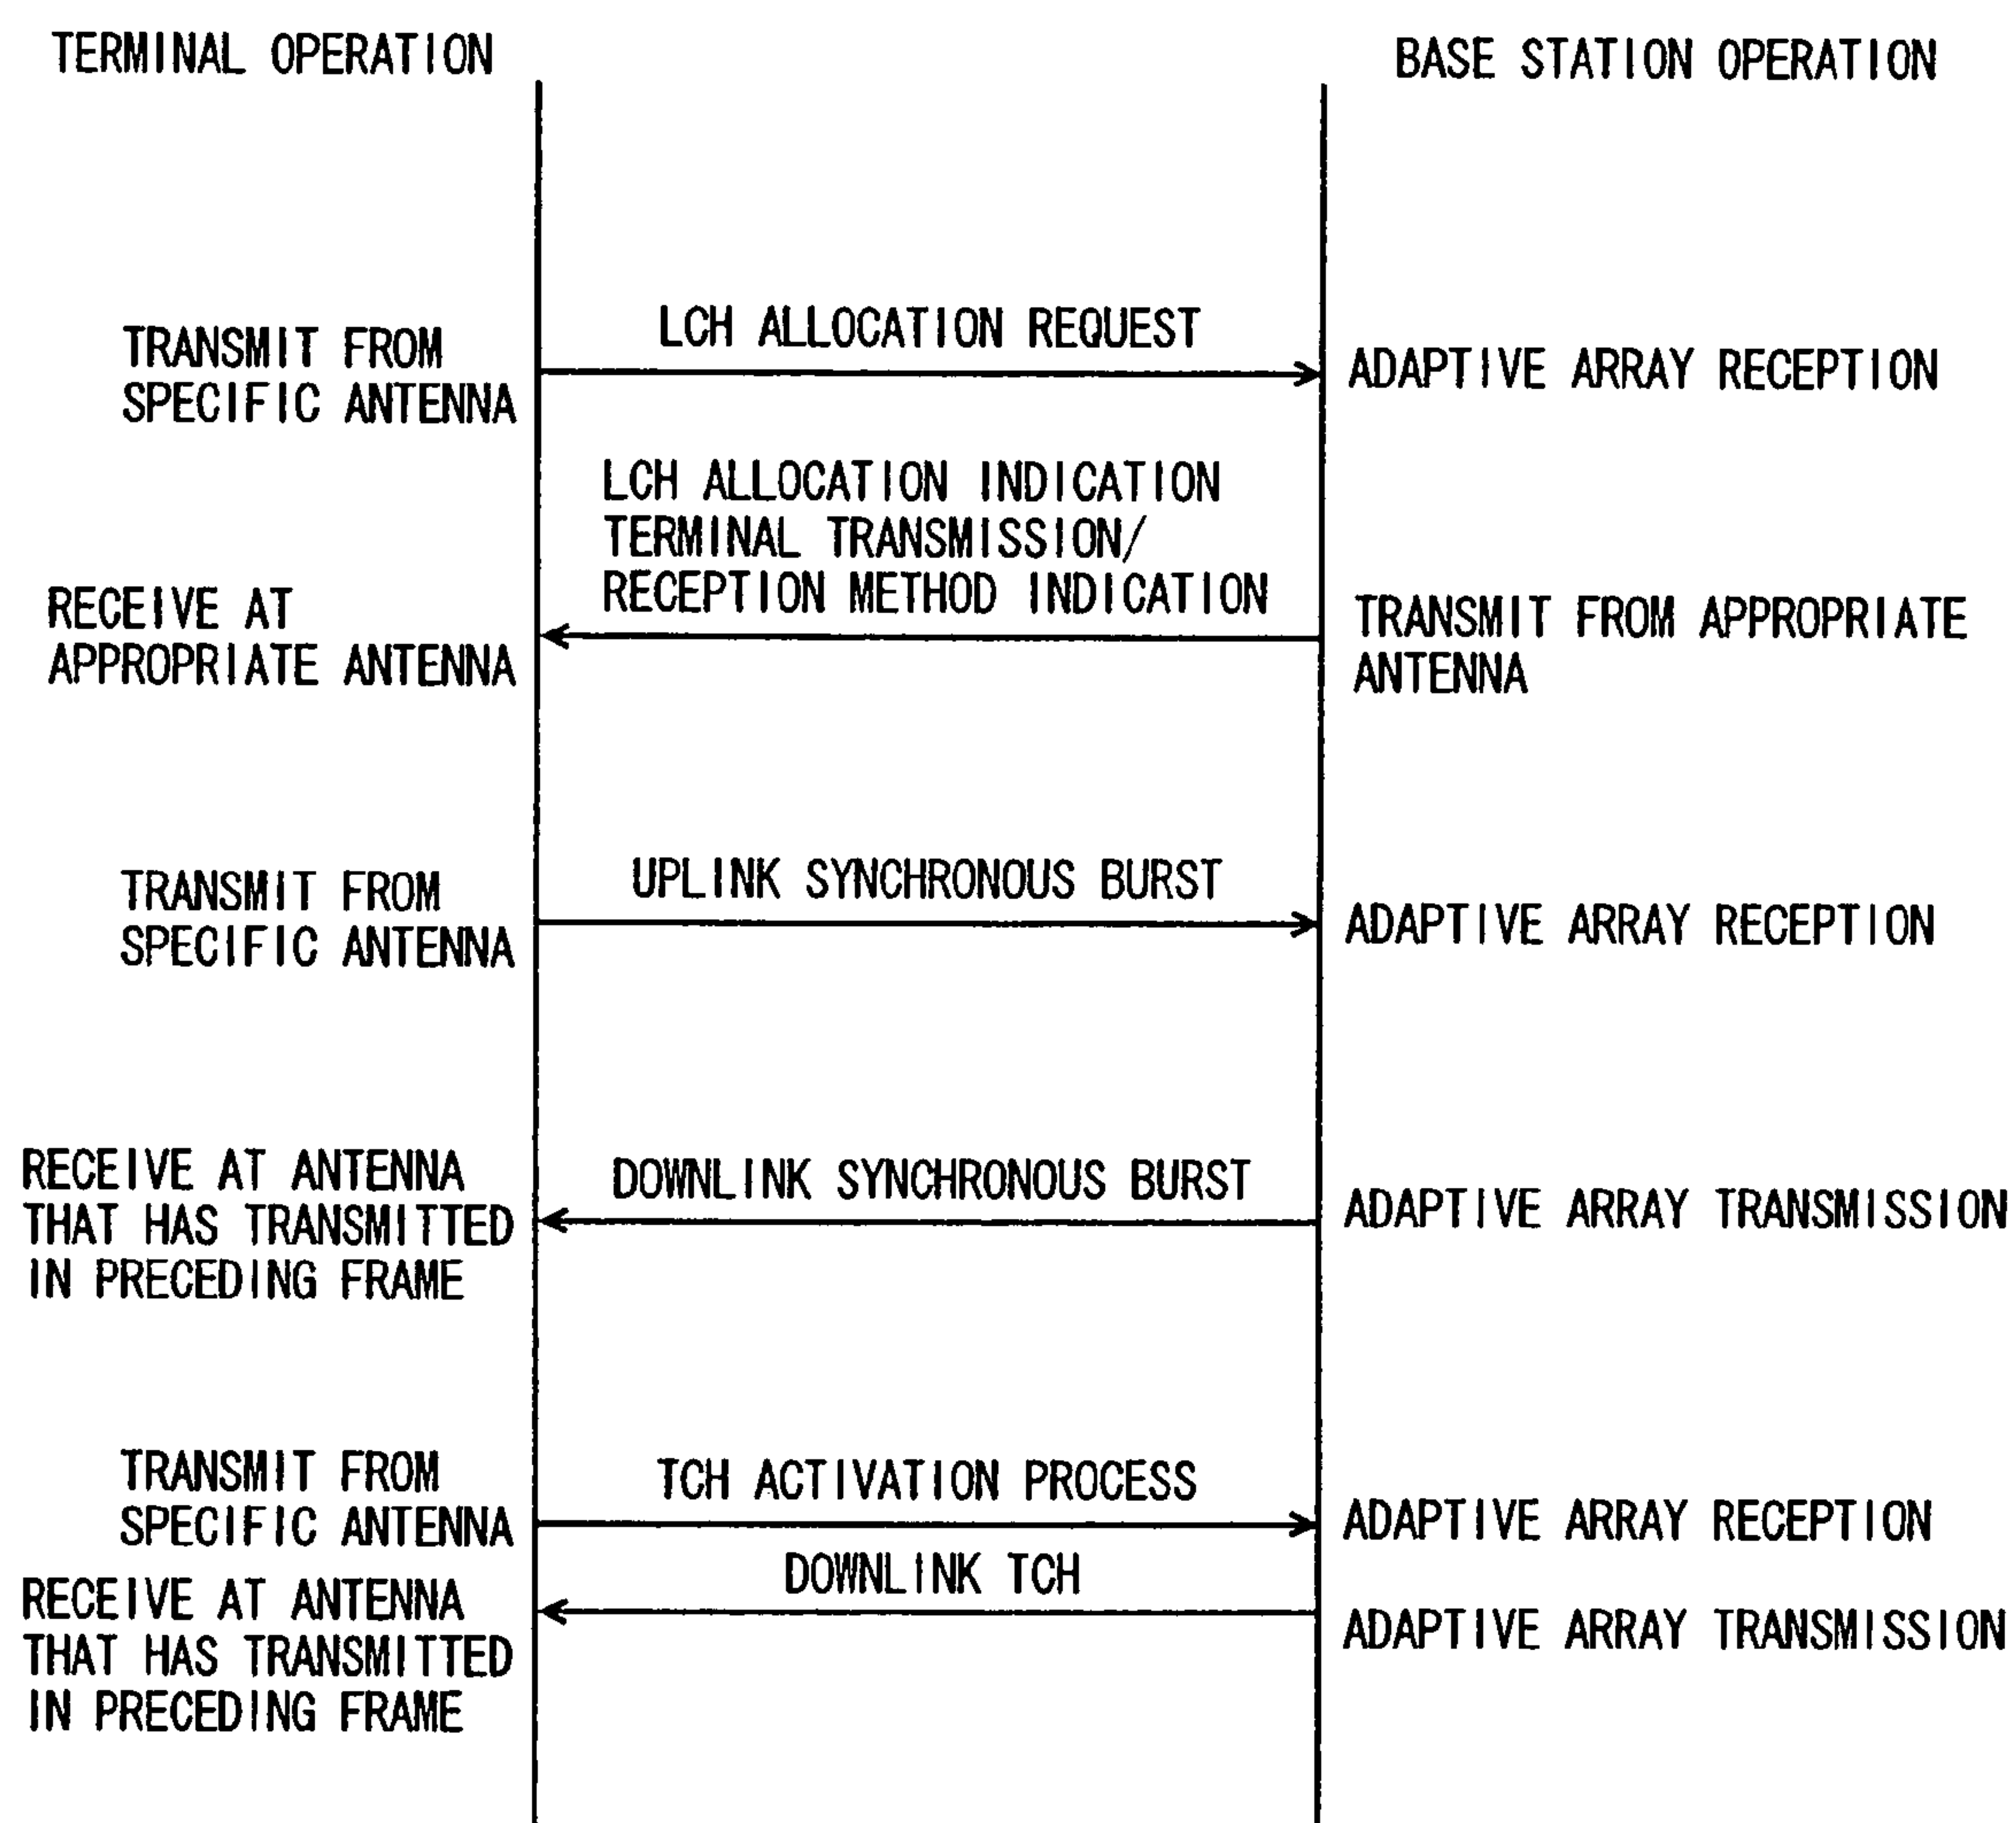 TERMINAL OPERATION
BASE STATION OPERATION
LCH ALLOCATION REQUEST
TRANSMIT FROM
SPECIFIC ANTENNA
ADAPTIVE ARRAY RECEPTION
LCH ALLOCATION INDICATION
TERMINAL TRANSMISSION/
RECEPTION METHOD INDICATION
RECEIVE AT
APPROPRIATE ANTENNA
TRANSMIT FROM APPROPRIATE
ANTENNA
UPLINK SYNCHRONOUS BURST
TRANSMIT FROM
SPECIFIC ANTENNA
ADAPTIVE ARRAY RECEPTION
RECEIVE AT ANTENNA
THAT HAS TRANSMITTED
IN PRECEDING FRAME
DOWNLINK SYNCHRONOUS BURST
ADAPTIVE ARRAY TRANSMISSION
TRANSMIT FROM
SPECIFIC ANTENNA
TCH ACTIVATION PROCESS
ADAPTIVE ARRAY RECEPTION
DOWNLINK TCH
RECEIVE AT ANTENNA
THAT HAS TRANSMITTED
IN PRECEDING FRAME
ADAPTIVE ARRAY TRANSMISSION